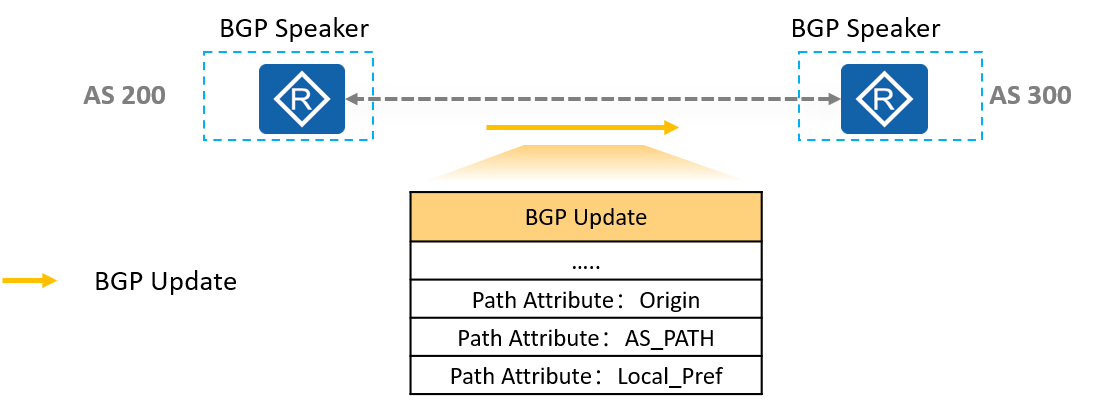 BGP Speaker
BGP Speaker
AS 200
R
R
AS 300
BGP Update
.....
Path Attribute：Origin
Path Attribute：AS_PATH
Path Attribute：Local_Pref
BGP Update